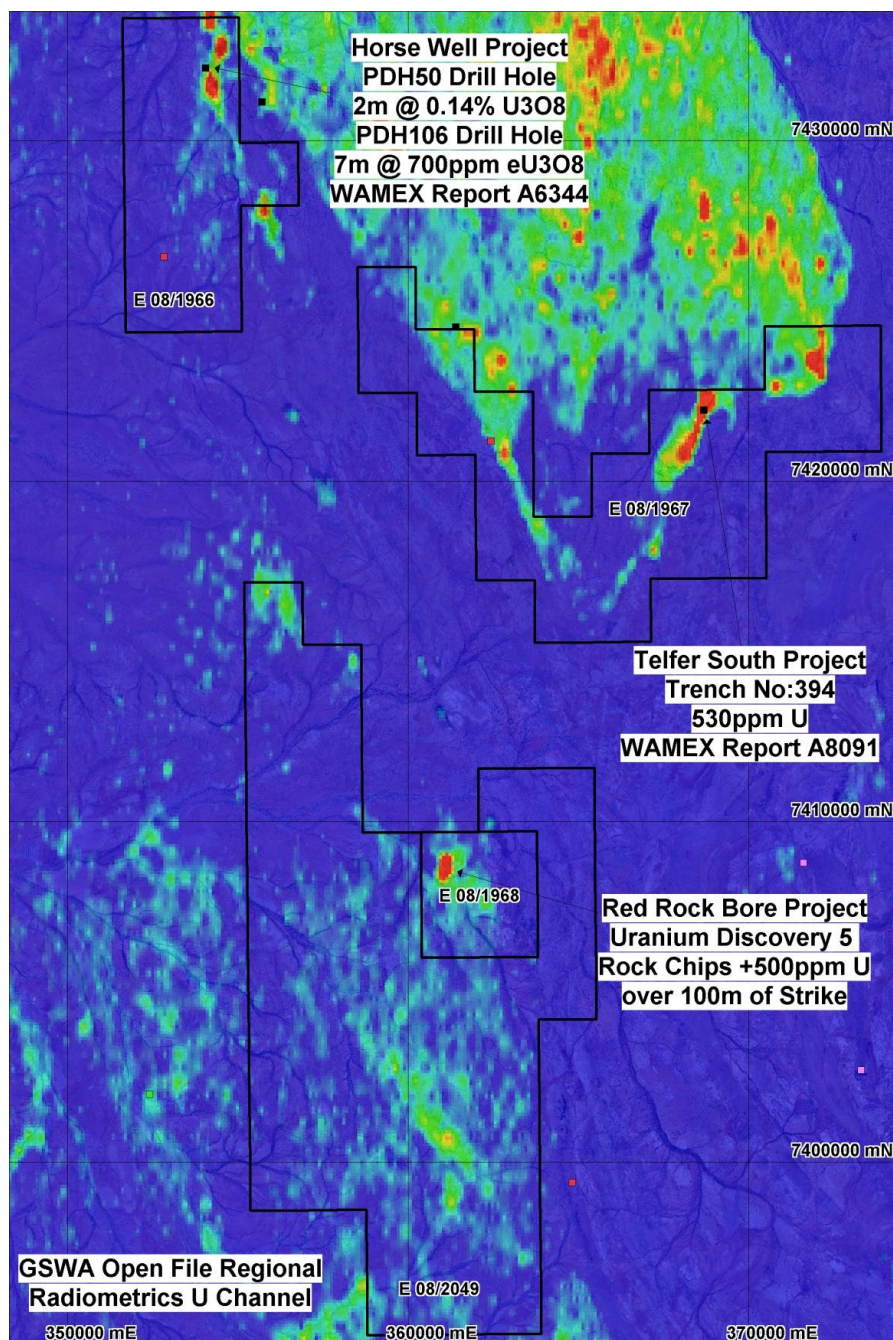 Horse Well Project
PDH50 Drill Hole
2m @ 0.14% U3O8
PDH106 Drill Hole
7m @ 700ppm eU3O8
WAMEX Report A6344
7430000 mN
E 08/1966
7420000 mN
E 08/1967
Telfer South Project
Trench No:394
530ppm U
WAMEX Report A8091
7410000 mN
E 08/1968
Red Rock Bore Project
Uranium Discovery 5
Rock Chips +500ppm U
over 100m of Strike
7400000 mN
GSWA Open File Regional
Radiometrics U Channel
E 08/2049
350000 mE
360000 mE
370000 mE